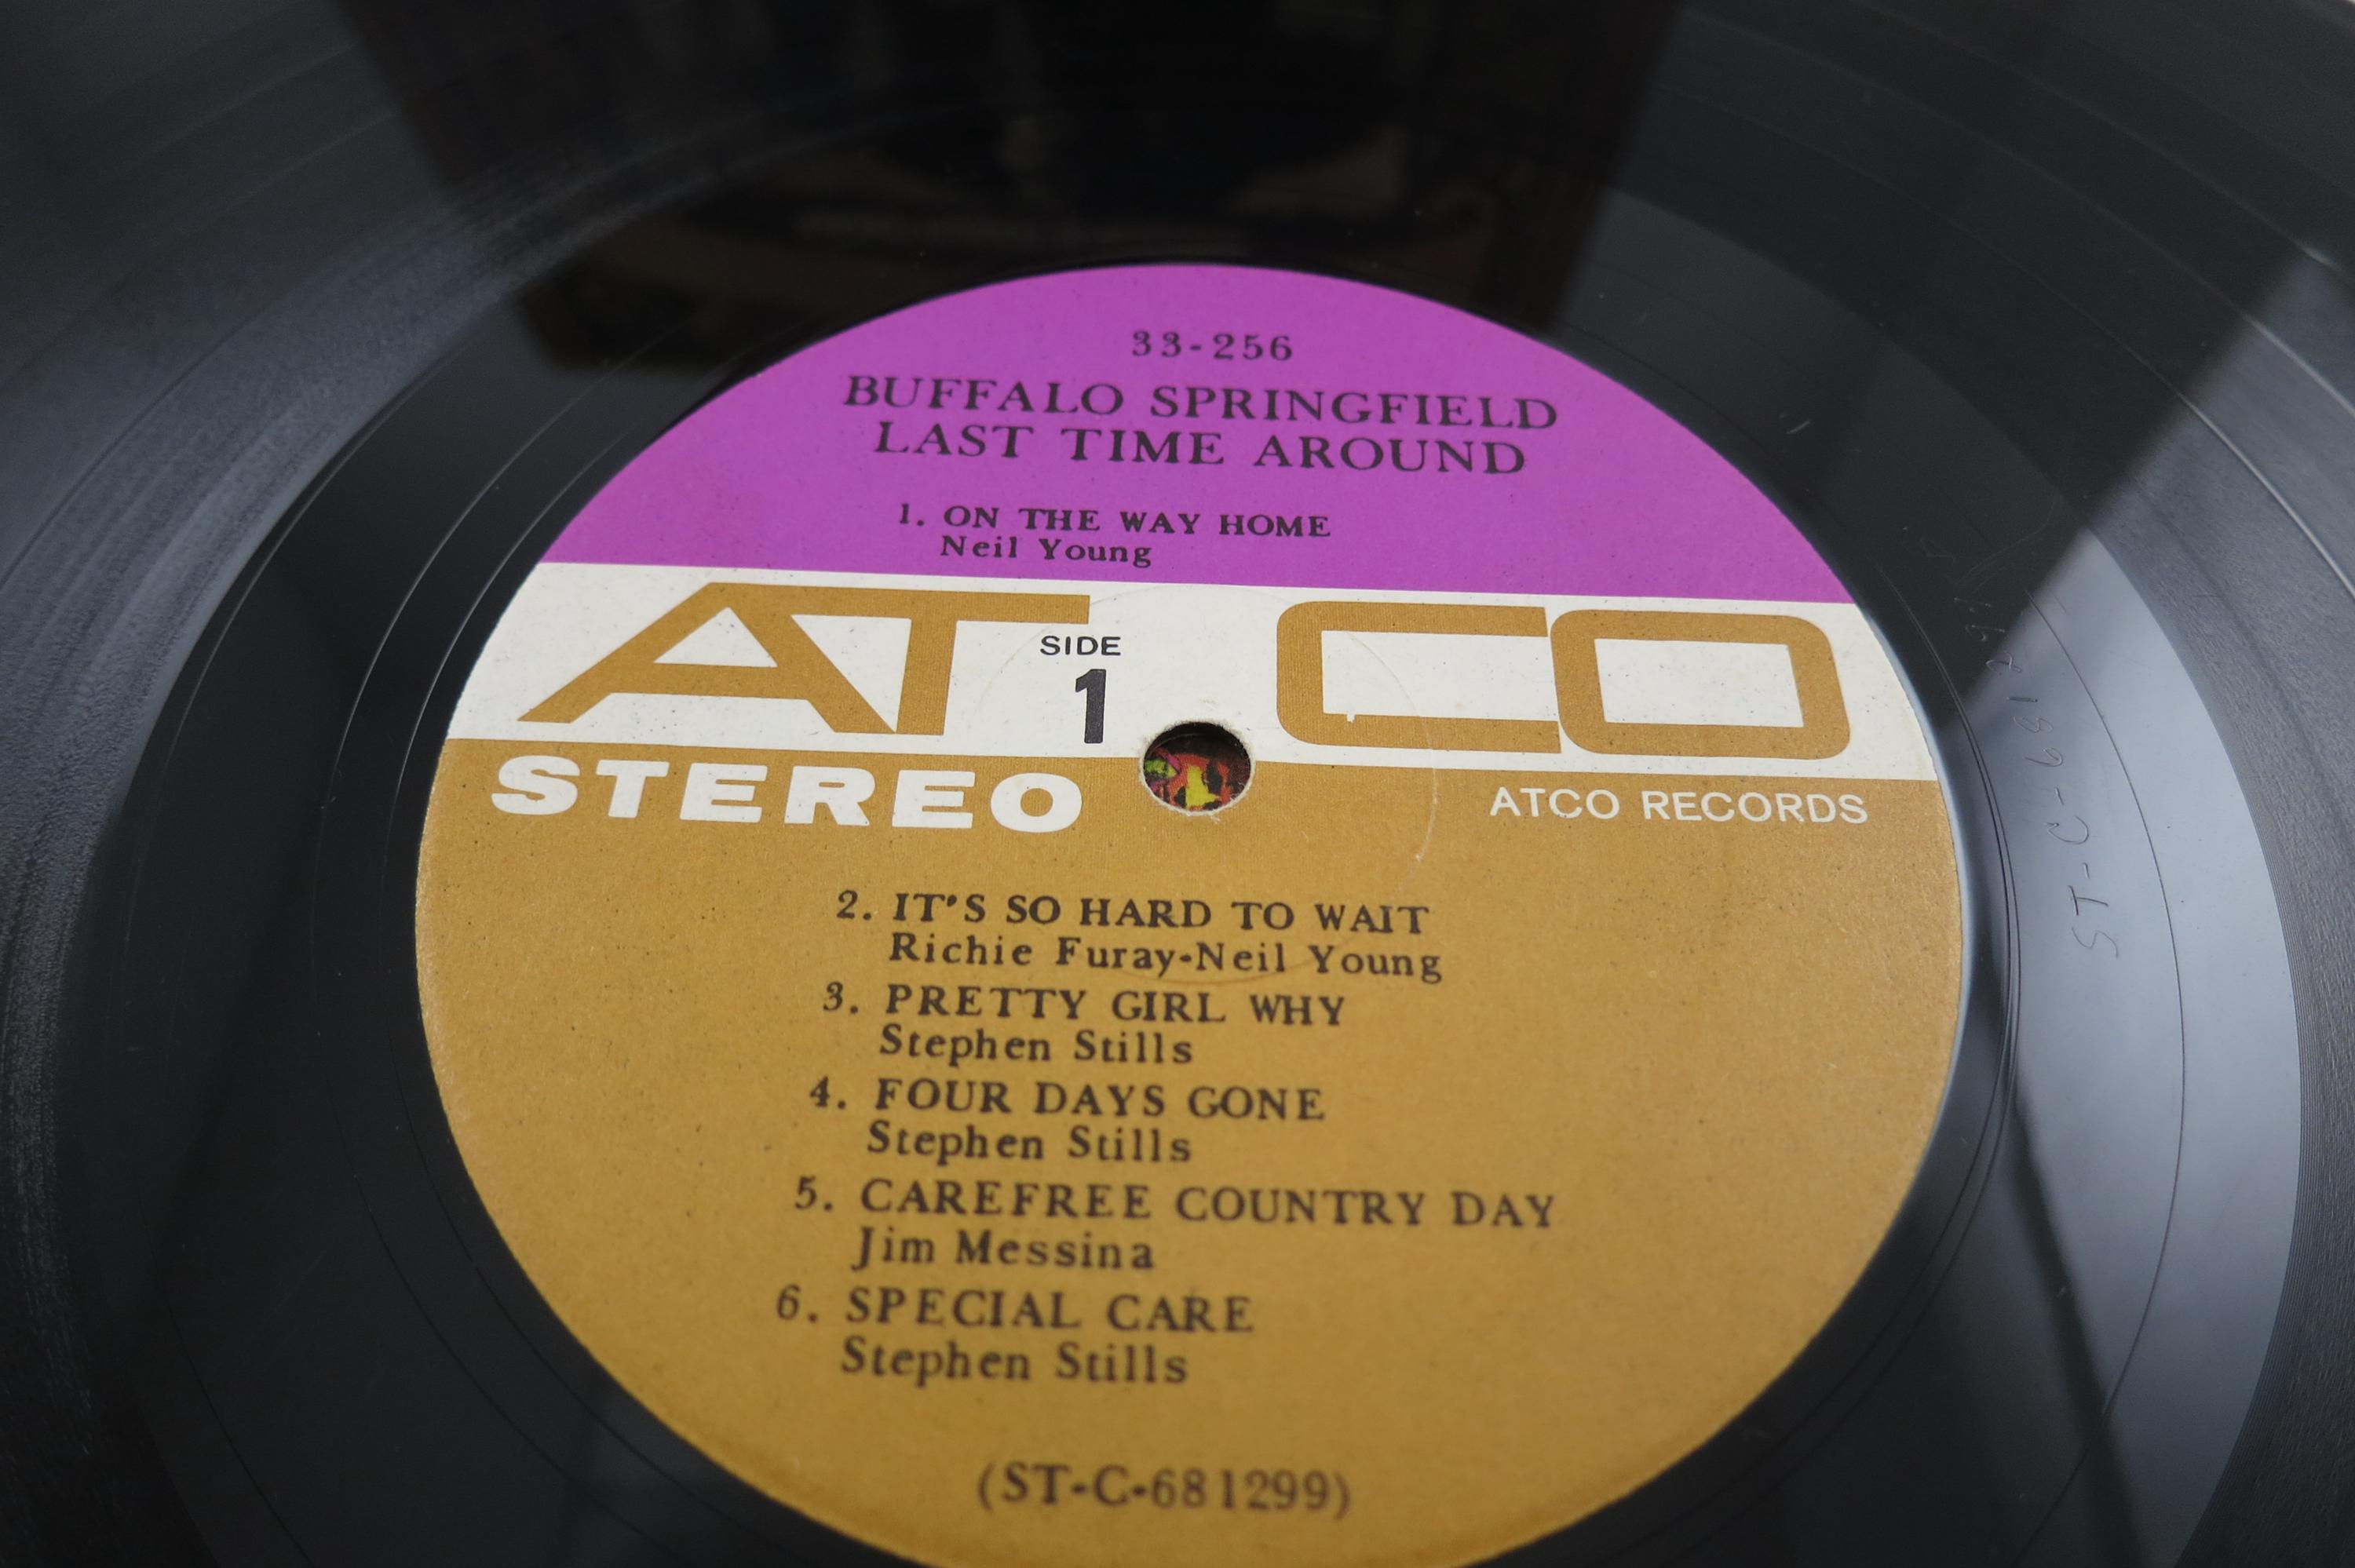 33-256
BUFFALO SPRINGFIELD
LAST TIME AROUND
1. ON THE WAY HOME
Neil Young
ATCO
SIDE
1
STEREO
ATCO RECORDS
2. IT'S SO HARD TO WAIT
Richie Furay-Neil Young
3. PRETTY GIRL WHY
Stephen Stills
4. FOUR DAYS GONE
Stephen Stills
5. CAREFREE COUNTRY DAY
Jim Messina
6. SPECIAL CARE
Stephen Stills
(ST-C-681299)